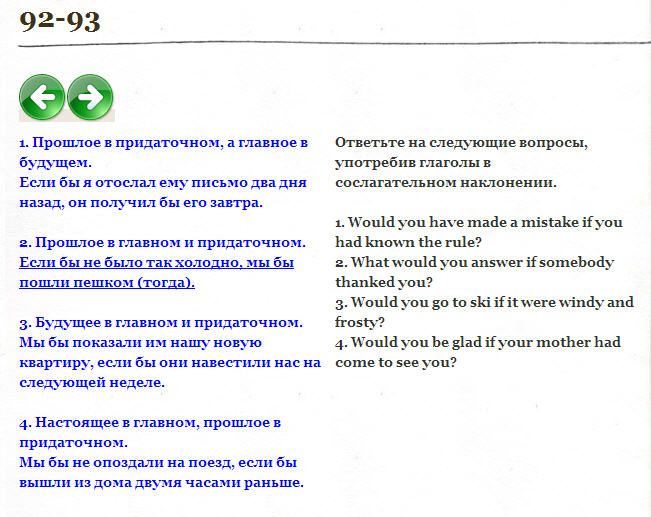 92-93
1. Прошлое в придаточном, а главное в
будущем.
Если бы я отослал ему письмо два дня
назад, он получил бы его завтра.
2. Прошлое в главном и придаточном.
Если бы не было так холодно, мы бы
пошли пешком (тогда).
3. Будущее в главном и придаточном.
Мы бы показали им нашу новую
квартиру, если бы они навестили нас на
следующей неделе.
4. Настоящее в главном, прошлое в
придаточном.
Мы бы не опоздали на поезд, если бы
вышли из дома двумя часами раньше.
Ответьте на следующие вопросы,
употребив глаголы в
сослагательном наклонении.
1. Would you have made a mistake if you
had known the rule?
2. What would you answer if somebody
thanked you?
3. Would you go to ski if it were windy and
frosty?
4. Would you be glad if your mother had
come to see you?